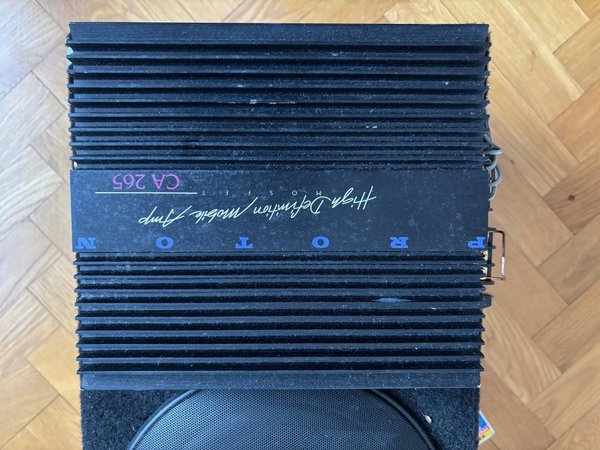 PROTON
High Definition Mobile Amp
MOSFET
CA 265